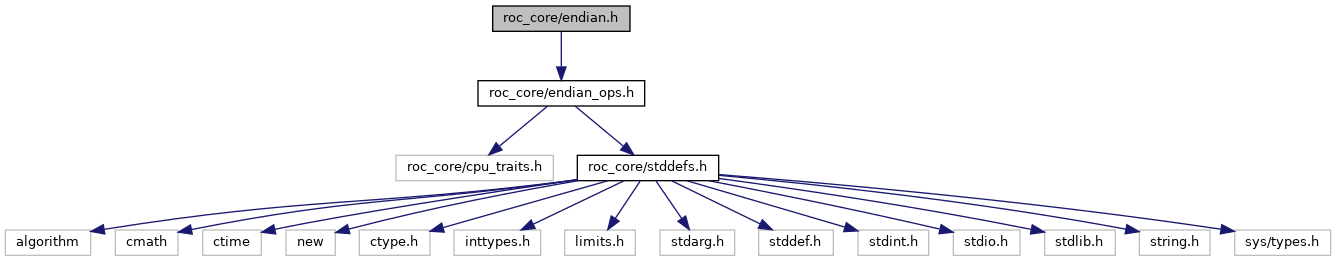 roc_core/endian.h
roc_core/endian_ops.h
roc_core/cpu_traits.h
roc_core/stddefs.h
algorithm
cmath
ctime
new
ctype.h
inttypes.h
limits.h
stdarg.h
stddef.h
stdint.h
stdio.h
stdlib.h
string.h
sys/types.h